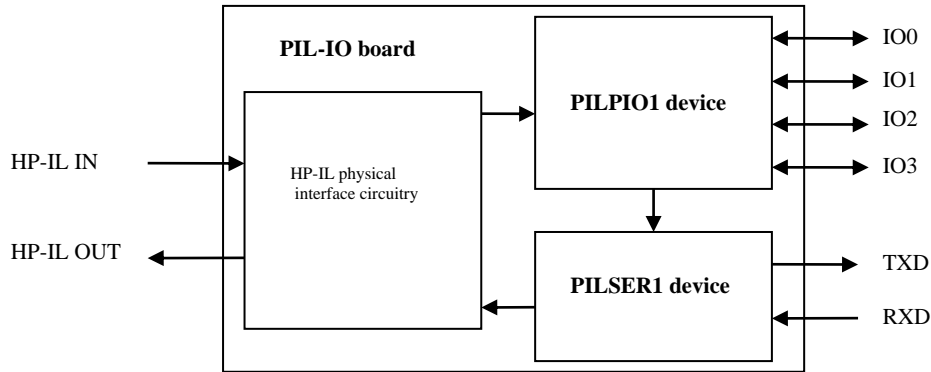 PIL-IO board
HP-IL IN
HP-IL OUT
HP-IL physical
interface circuitry
PILPIO1 device
PILSER1 device
IO0
IO1
IO2
IO3
TXD
RXD